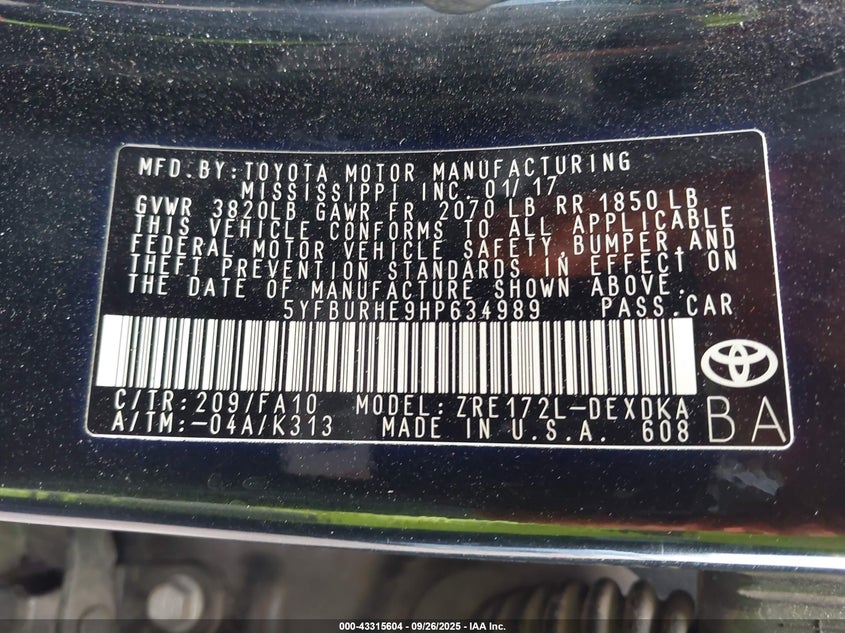 MFD.BY:TOYOTA MOTOR MANUFACTURING
MISSISSIPPI INC.01/17
GVWR 3820LB GAWR FR 2070 LB RR 1850 LB
THIS VEHICLE CONFORMS TO ALL APPLICABLE
FEDERAL MOTOR VEHICLE SAFETY,BUMPER,AND
THEFT PREVENTION STANDARDS IN EFFECT ON
THE DATE OF MANUFACTURE SHOWN ABOVE.
5YFBURHE9HP634989 PASS.CAR
C/TR:209/FA10 MODEL:ZRE172L-DEXDKA
A/TM:-04A/K313 MADE IN U.S.A. 608
BA
000-43315604 - 09/26/2025 - IAA Inc.